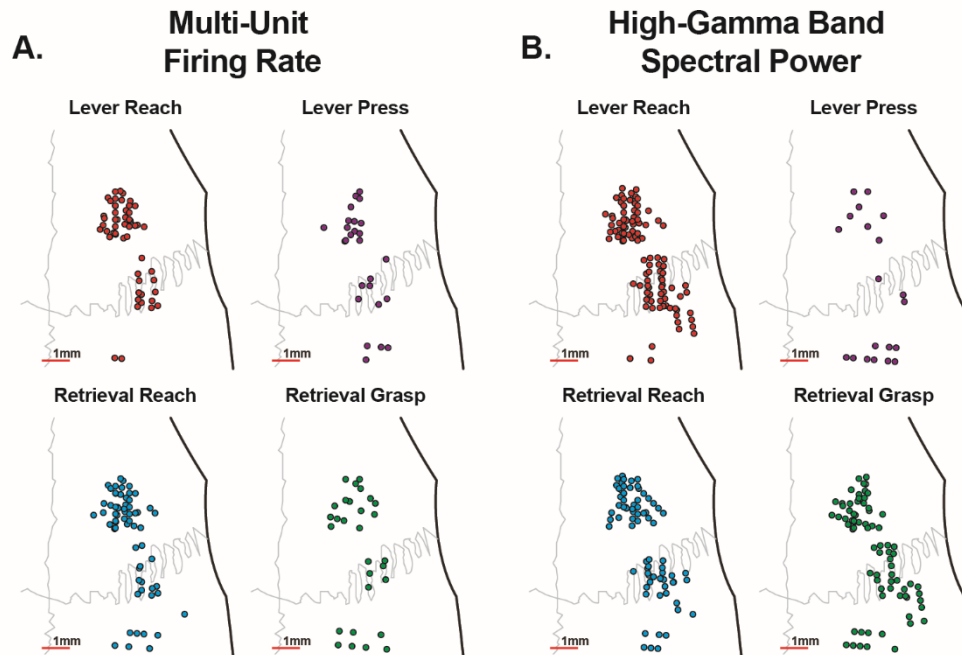 A.
Multi-Unit
Firing Rate
Lever Reach
Lever Press
1mm
1mm
Retrieval Reach
Retrieval Grasp
1mm
1mm
B.
High-Gamma Band
Spectral Power
Lever Reach
Lever Press
1mm
1mm
Retrieval Reach
Retrieval Grasp
1mm
1mm